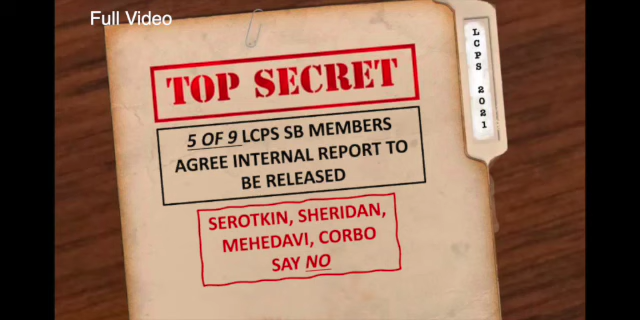 Full Video
LCPS 2021
TOP SECRET
5 OF 9 LCPS SB MEMBERS
AGREE INTERNAL REPORT TO
BE RELEASED
SEROTKIN, SHERIDAN,
MEHEDAVI, CORBO
SAY NO